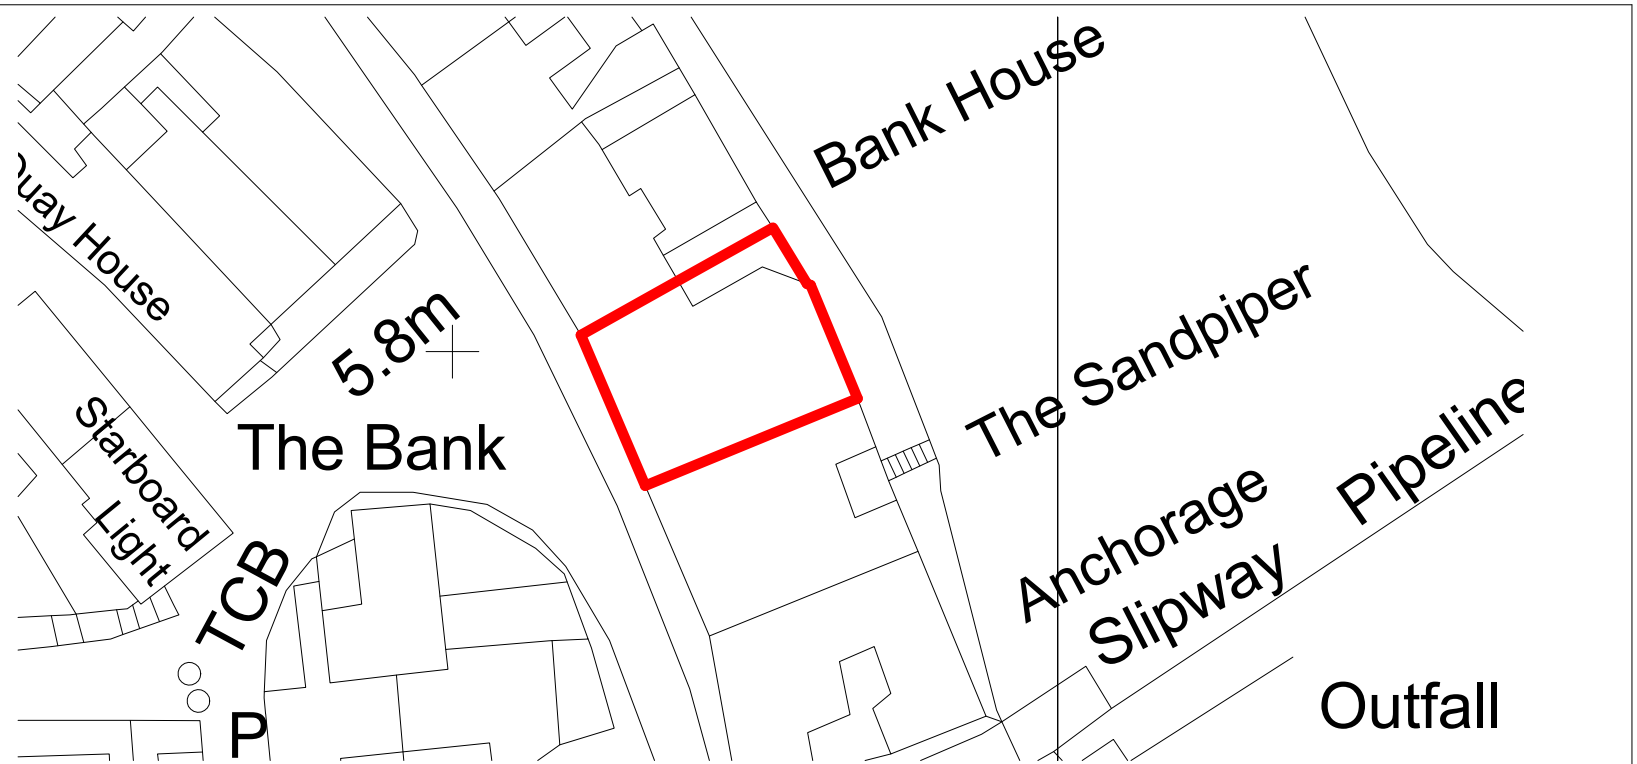 Bank House
Quay House
5.8m
The Sandpiper
The Bank
Starboard
Light
Pipeline
Anchorage
Slipway
TCB
P
Outfall